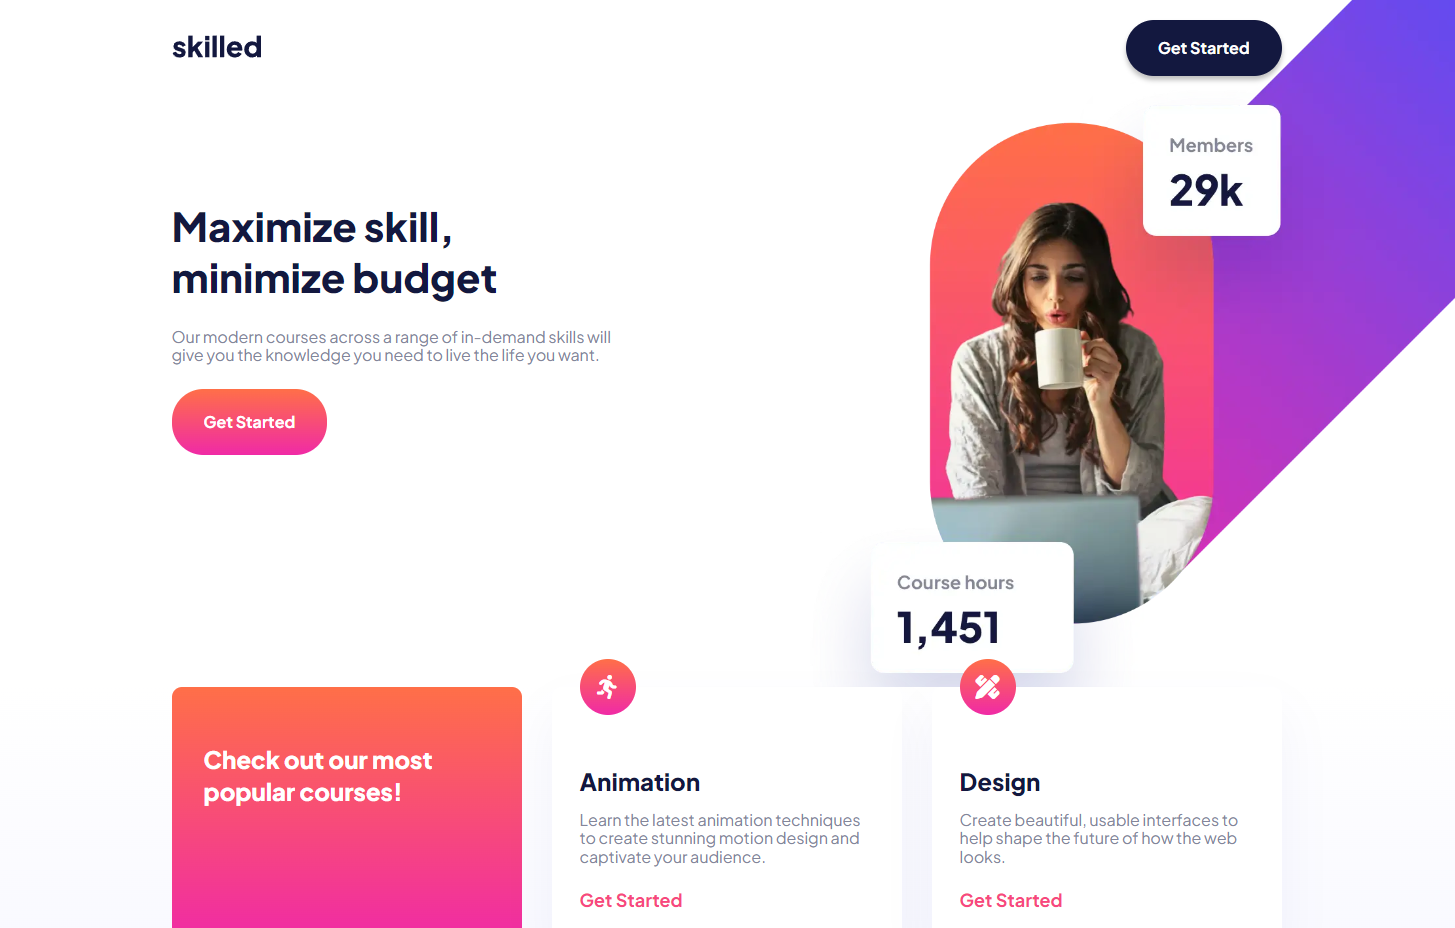 skilled
Get Started
Members
29k
Maximize skill,
minimize budget
Our modern courses across a range of in-demand skills will
give you the knowledge you need to live the life you want.
Get Started
Course hours
1,451
Check out our most
popular courses!
Animation
Learn the latest animation techniques
to create stunning motion design and
captivate your audience.
Get Started
Design
Create beautiful, usable interfaces to
help shape the future of how the web
looks.
Get Started